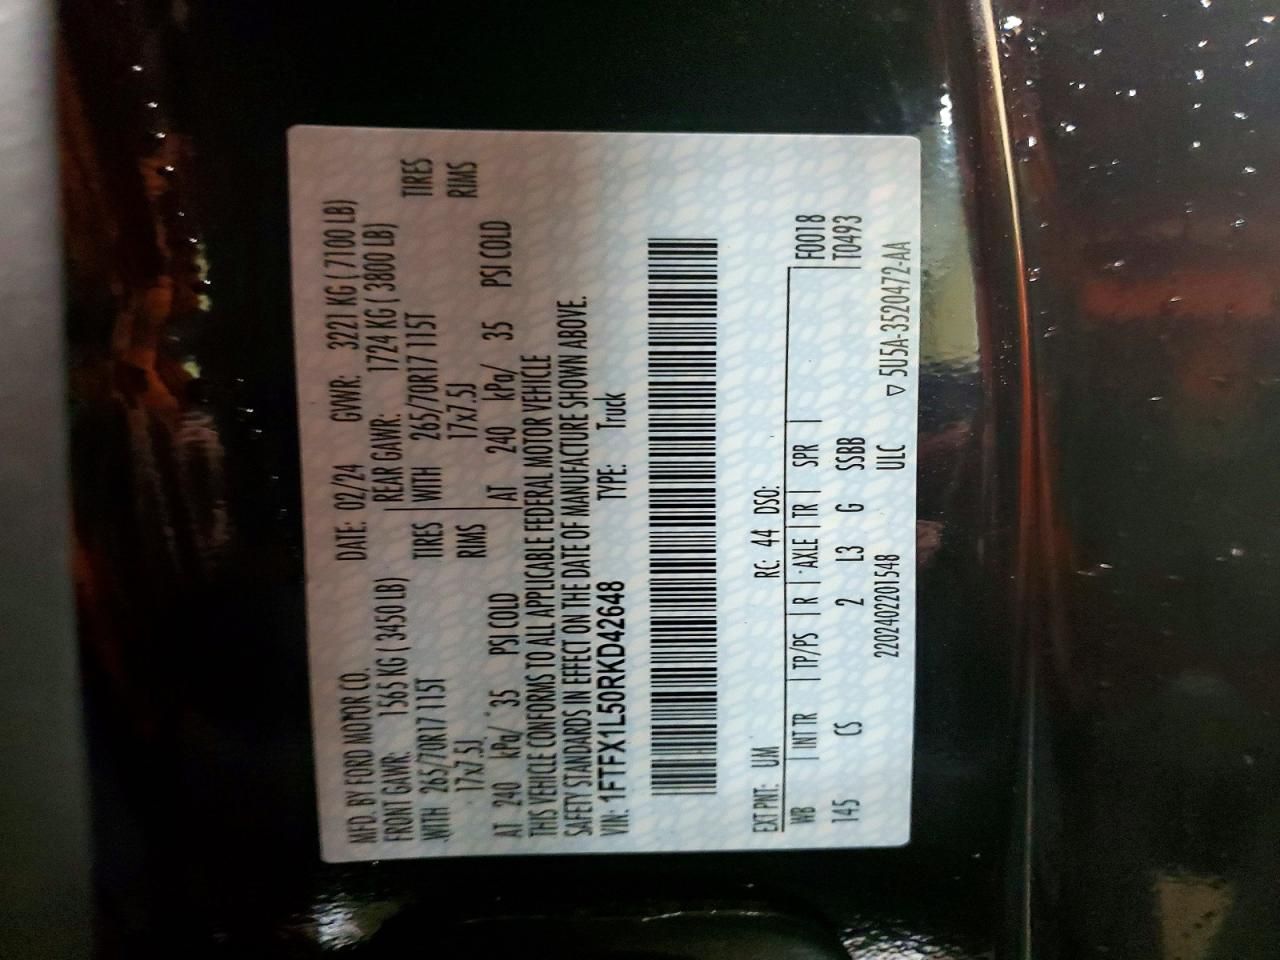 MFD. BY FORD MOTOR CO. DATE: 02/24 GVWR: 3221 KG ( 7100 LB)
FRONT GAWR: 1565 KG ( 3450 LB) REAR GAWR: 1724 KG ( 3800 LB)
WITH 265/70R17 115T TIRES WITH 265/70R17 115T TIRES
17x7.5J RIMS 17x7.5J RIMS
AT 240 kPa/ 35 PSI COLD AT 240 kPa/ 35 PSI COLD
THIS VEHICLE CONFORMS TO ALL APPLICABLE FEDERAL MOTOR VEHICLE
SAFETY STANDARDS IN EFFECT ON THE DATE OF MANUFACTURE SHOWN ABOVE.
VIN: 1FTFX1L50RKD42648 TYPE: Truck
EXT PNT: UM RC: 44 DSO:
WB INT TR TP/PS R AXLE TR SPR F0018
145 CS 2 L3 G SSBB T0493
2202402201548 ULC ▽ 5U5A-3520472-AA